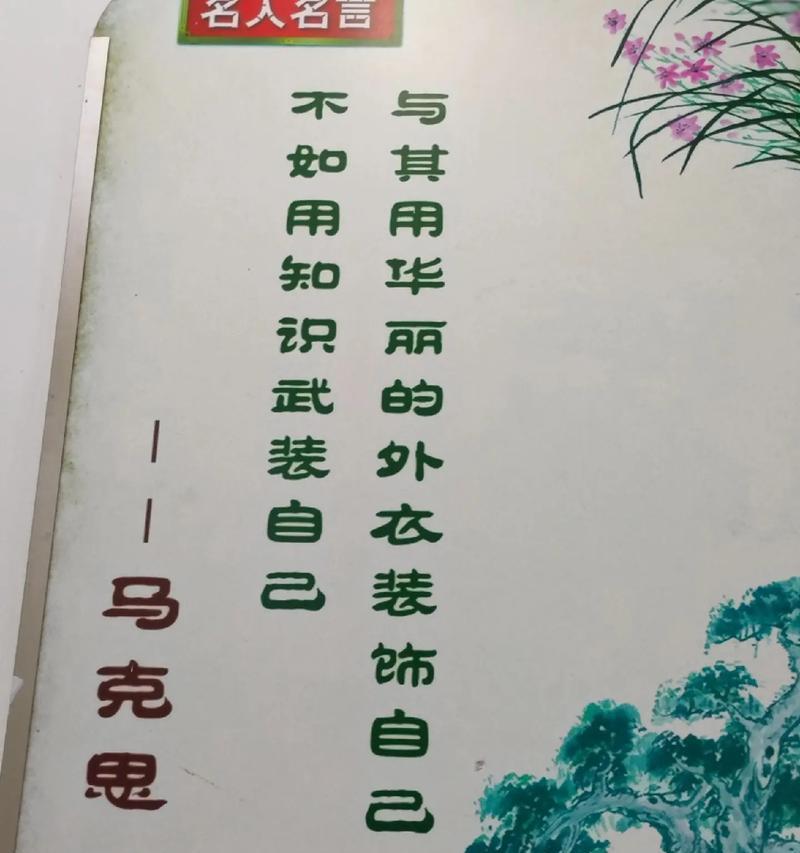 名人名言
与其用华丽的外衣装饰自己
不如用知识武装自己
——马克思